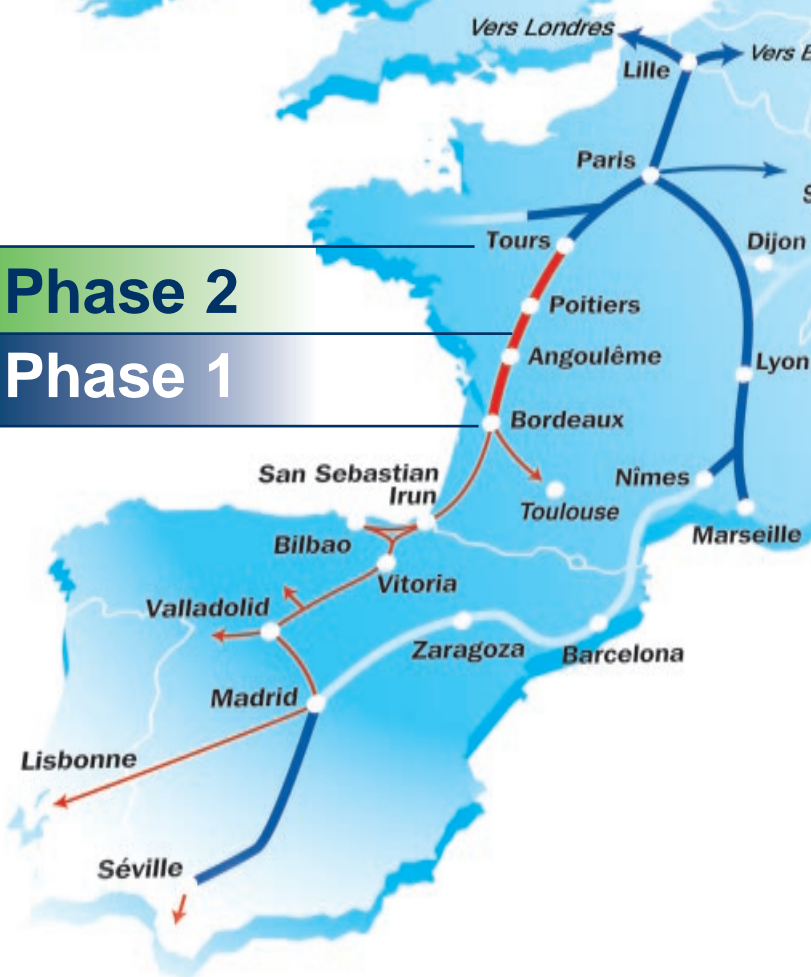 Vers Londres
Vers
Lille
Paris
Tours
Dijon
Phase 2
Poitiers
Angoulême
Lyon
Phase 1
Bordeaux
San Sebastian
Irun
Nîmes
Toulouse
Marseille
Bilbao
Vitoria
Valladolid
Zaragoza
Barcelona
Madrid
Lisbonne
Séville